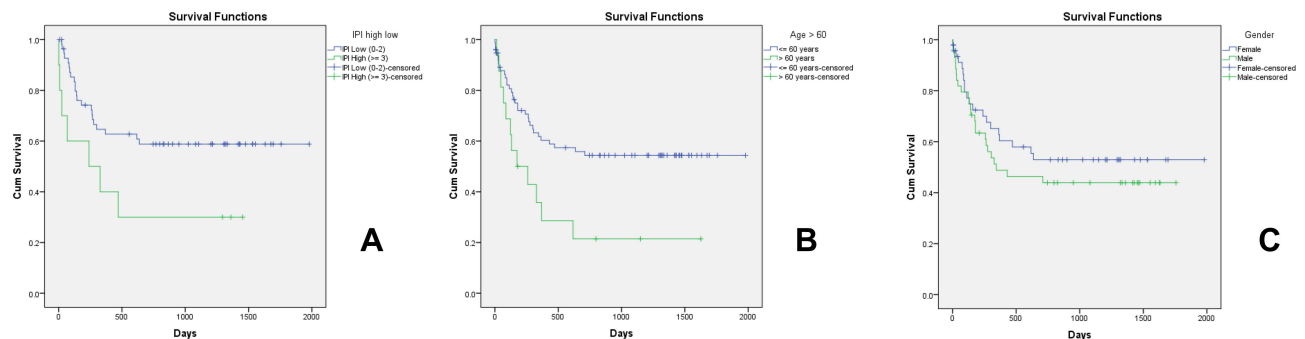 Survival Functions
IPI high low
IPI Low (0-2)
IPI High (>= 3)
IPI Low (0-2)-censored
IPI High (>= 3)-censored
Cum Survival
1.0
0.8
0.6
0.4
0.2
0.0
0
500
1000
1500
2000
Days
A
Survival Functions
Age > 60
<= 60 years
> 60 years
<= 60 years-censored
> 60 years-censored
Cum Survival
1.0
0.8
0.6
0.4
0.2
0.0
0
500
1000
1500
2000
Days
B
Survival Functions
Gender
Female
Male
Female-censored
Male-censored
Cum Survival
1.0
0.8
0.6
0.4
0.2
0.0
0
500
1000
1500
2000
Days
C